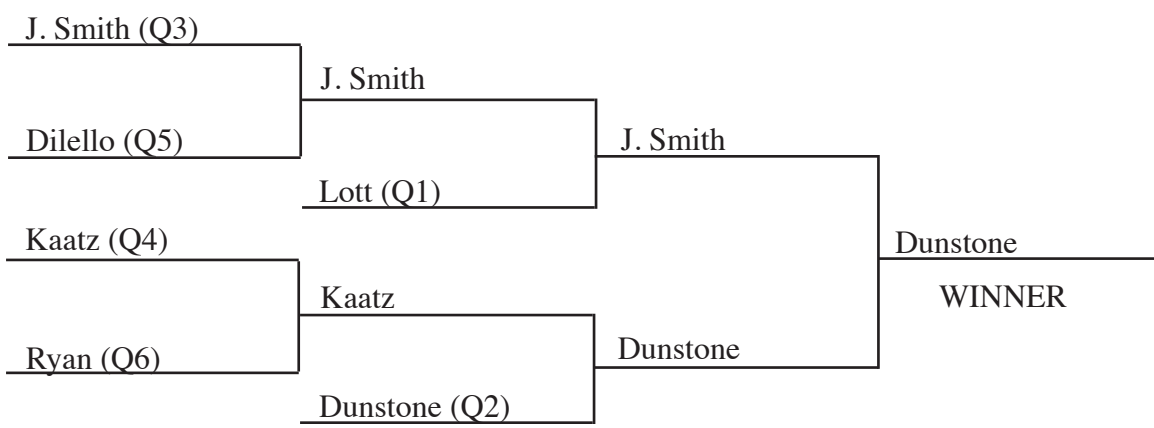 J. Smith (Q3)
J. Smith
Dilello (Q5)
J. Smith
Lott (Q1)
Kaatz (Q4)
Dunstone
WINNER
Kaatz
Ryan (Q6)
Dunstone
Dunstone (Q2)